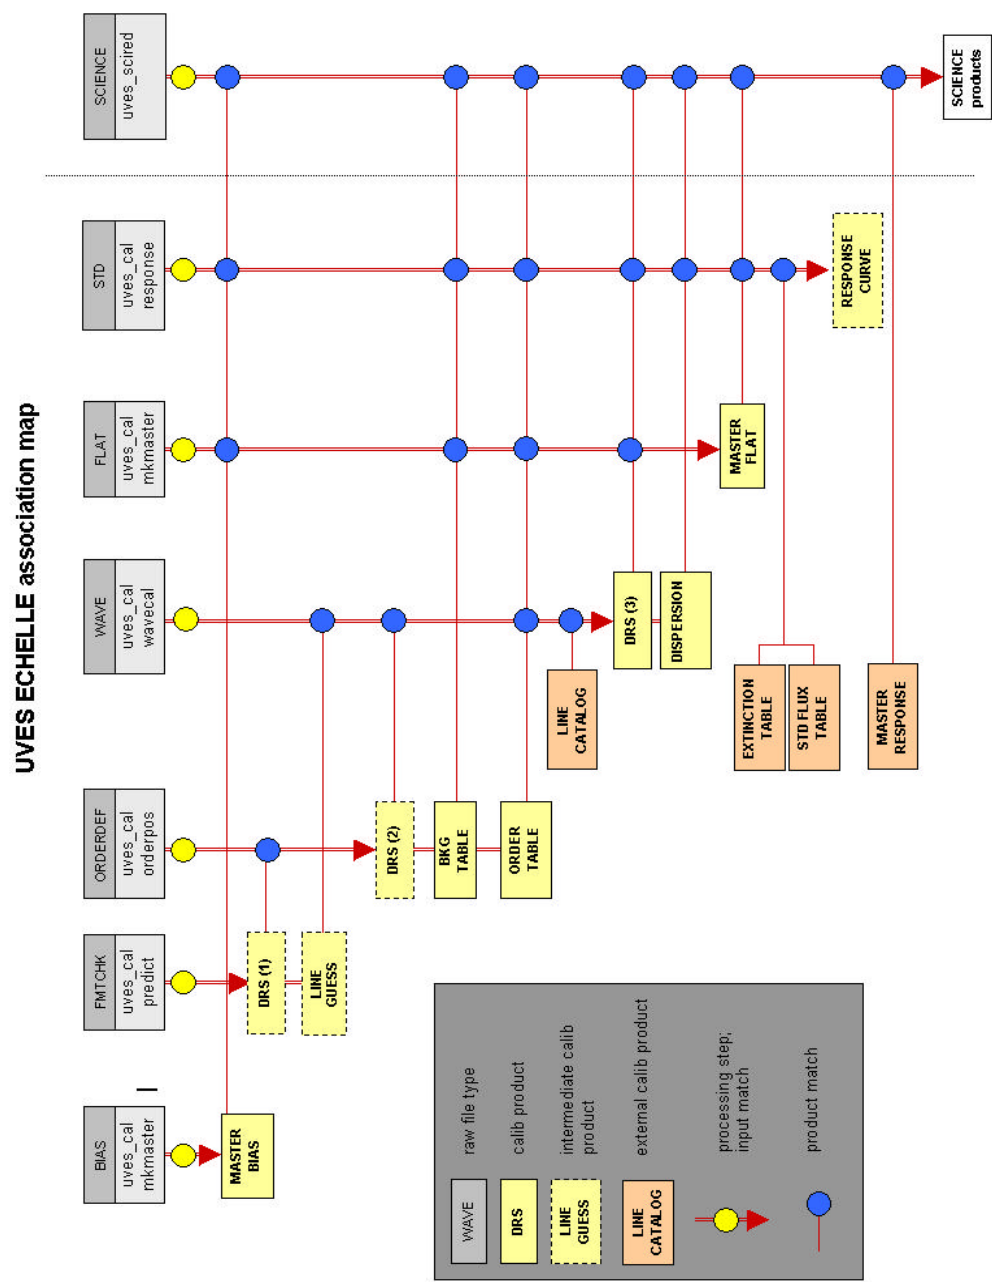 UVES ECHELLE association map
BIAS
uves_cal
mkmaster
FMTCHK
uves_cal
predict
ORDERDEF
uves_cal
orderpos
WAVE
uves_cal
wavecal
FLAT
uves_cal
mkmaster
STD
uves_cal
response
SCIENCE
uves_scired
MASTER
BIAS
DRS (1)
LINE
GUESS
DRS (2)
BKG
TABLE
ORDER
TABLE
LINE
CATALOG
DRS (3)
DISPERSION
MASTER
FLAT
EXTINCTION
TABLE
STD FLUX
TABLE
RESPONSE
CURVE
MASTER
RESPONSE
SCIENCE
products
WAVE
raw file type
DRS
calib product
LINE
GUESS
intermediate calib
product
LINE
CATALOG
external calib product
processing step;
input match
product match